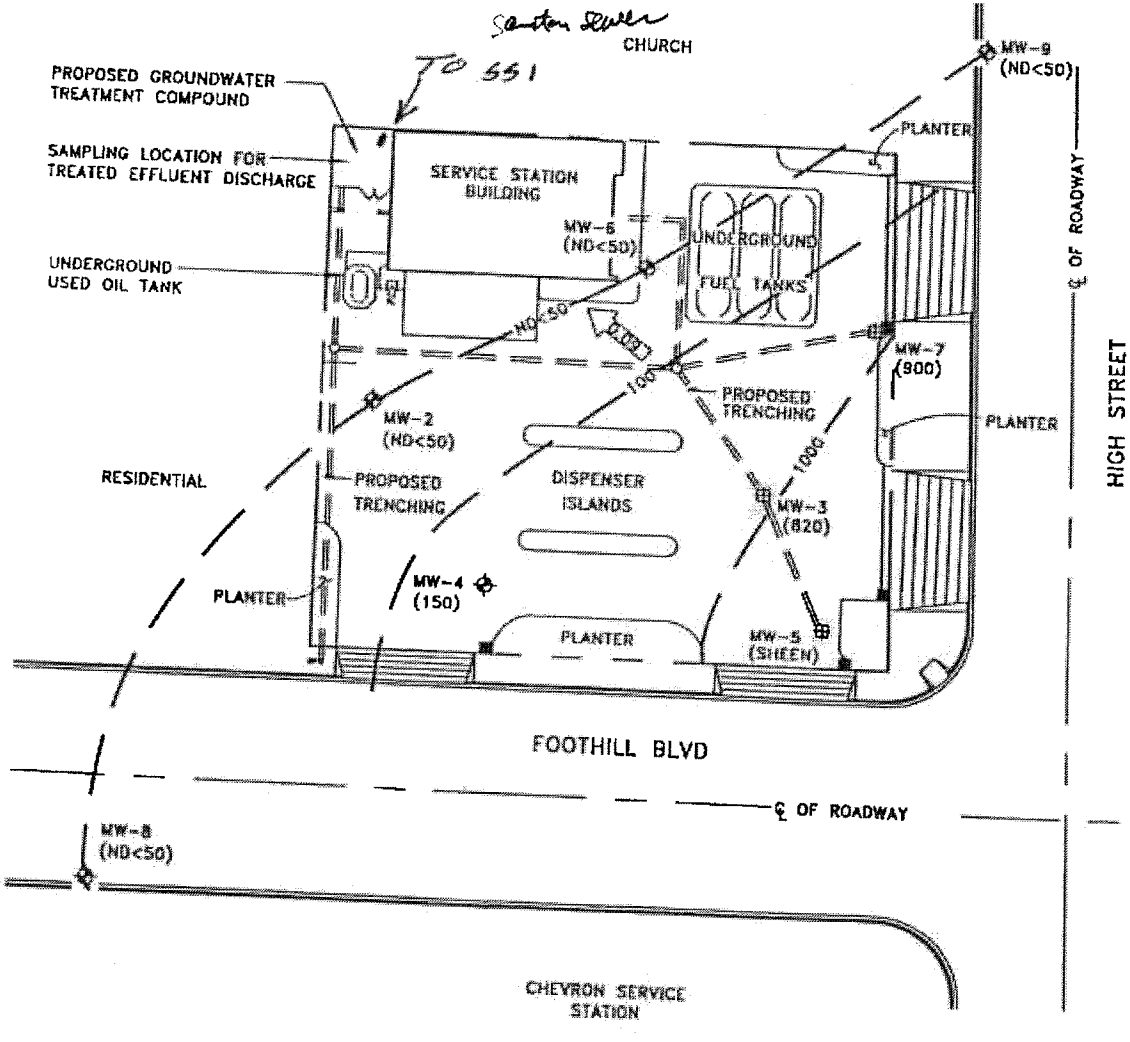 Sewer
CHURCH
TO SS1
MW-9
(ND<50)
PROPOSED GROUNDWATER
TREATMENT COMPOUND
PLANTER
SAMPLING LOCATION FOR
TREATED EFFLUENT DISCHARGE
SERVICE STATION
BUILDING
℄ OF ROADWAY
MW-6
(ND<50)
UNDERGROUND
FUEL TANKS
UNDERGROUND
USED OIL TANK
ND<50
100
MW-7
(900)
PROPOSED
TRENCHING
HIGH STREET
MW-2
(ND<50)
PLANTER
1000
RESIDENTIAL
PROPOSED
TRENCHING
DISPENSER
ISLANDS
MW-3
(820)
MW-4
(150)
PLANTER
PLANTER
MW-5
(SHEEN)
FOOTHILL BLVD
℄ OF ROADWAY
MW-8
(ND<50)
CHEVRON SERVICE
STATION